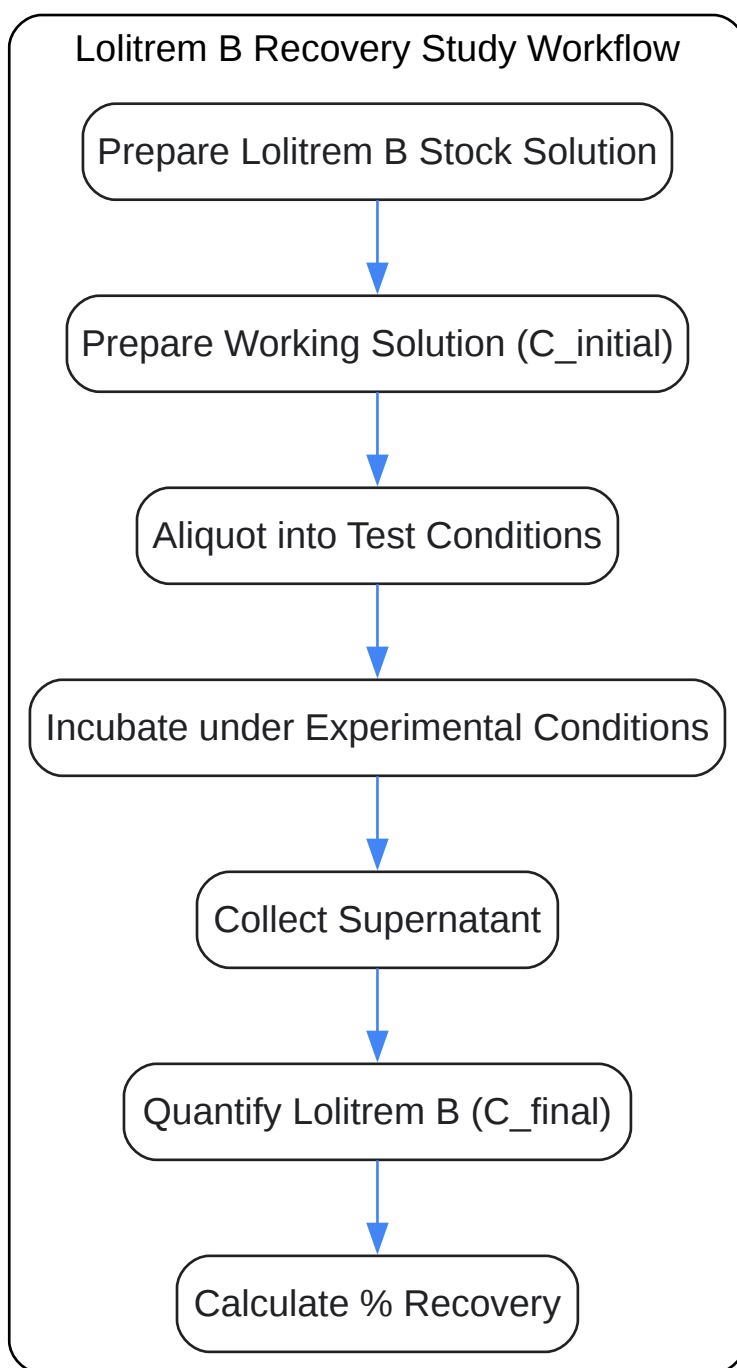 Lolitrem B Recovery Study Workflow
Prepare Lolitrem B Stock Solution
Prepare Working Solution (C_initial)
Aliquot into Test Conditions
Incubate under Experimental Conditions
Collect Supernatant
Quantify Lolitrem B (C_final)
Calculate % Recovery